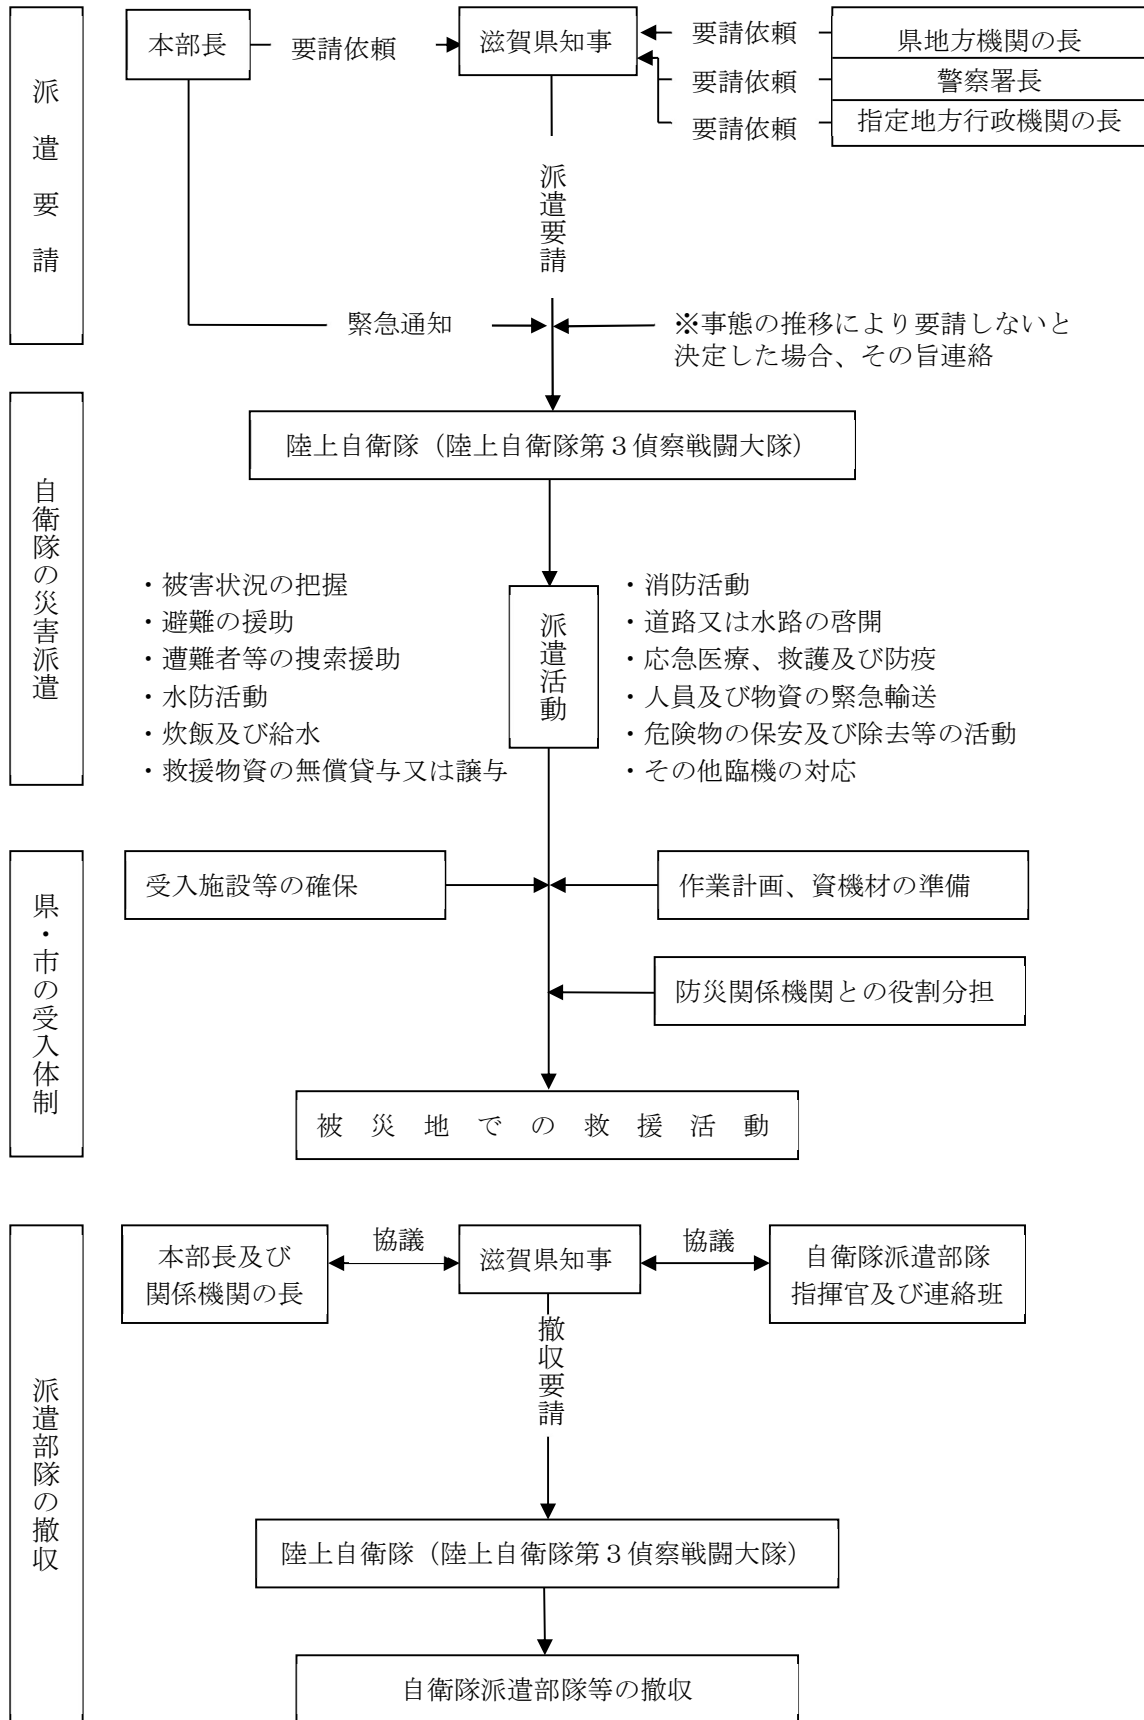 派遣要請
本部長
要請依頼
滋賀県知事
要請依頼
県地方機関の長
要請依頼
警察署長
要請依頼
指定地方行政機関の長
派遣要請
緊急通知
※事態の推移により要請しないと
決定した場合、その旨連絡
自衛隊の災害派遣
陸上自衛隊（陸上自衛隊第３偵察戦闘大隊）
・被害状況の把握
・避難の援助
・遭難者等の捜索援助
・水防活動
・炊飯及び給水
・救援物資の無償貸与又は譲与
派遣活動
・消防活動
・道路又は水路の啓開
・応急医療、救護及び防疫
・人員及び物資の緊急輸送
・危険物の保安及び除去等の活動
・その他臨機の対応
県・市の受入体制
受入施設等の確保
作業計画、資機材の準備
防災関係機関との役割分担
被災地での救援活動
派遣部隊の撤収
本部長及び
関係機関の長
協議
滋賀県知事
協議
自衛隊派遣部隊
指揮官及び連絡班
撤収要請
陸上自衛隊（陸上自衛隊第３偵察戦闘大隊）
自衛隊派遣部隊等の撤収